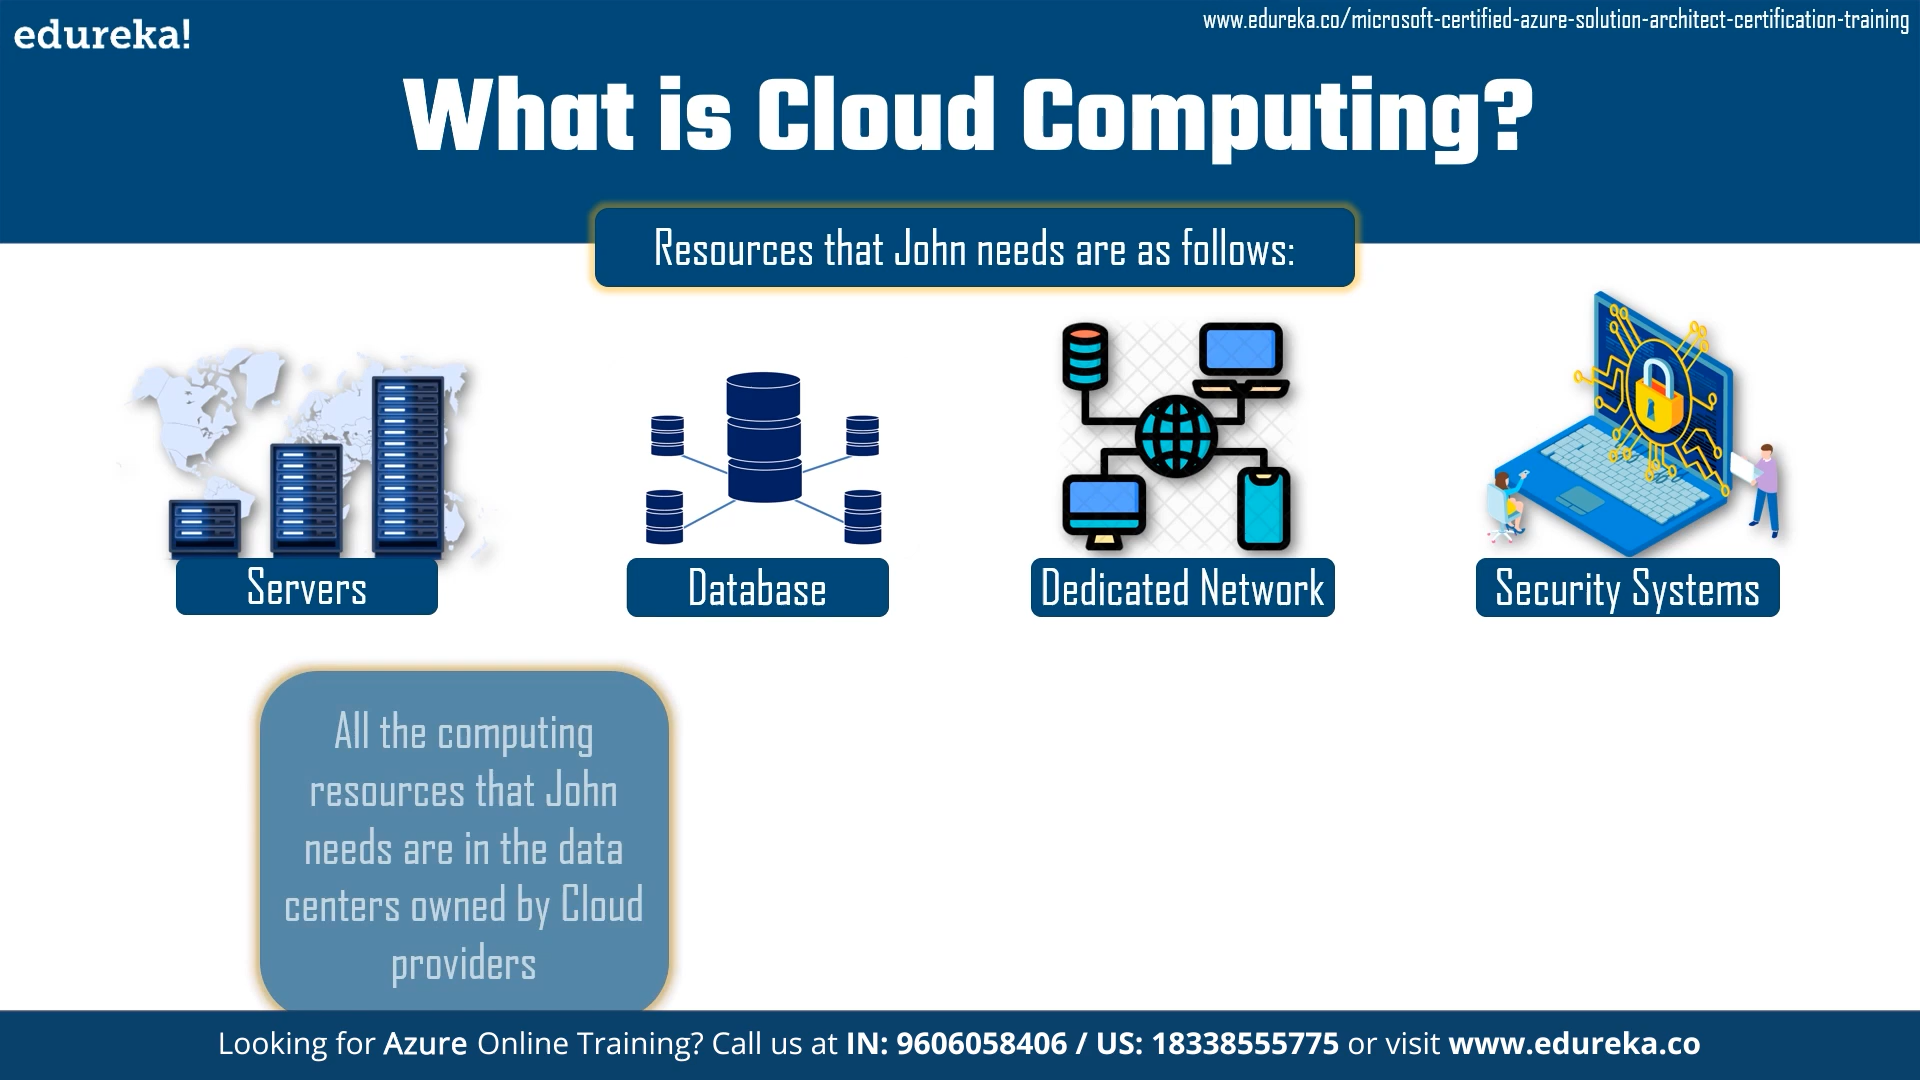 edureka!
www.edureka.co/microsoft-certified-azure-solution-architect-certification-training
What is Cloud Computing?
Resources that John needs are as follows:
Servers
Database
Dedicated Network
Security Systems
All the computing
resources that John
needs are in the data
centers owned by Cloud
providers
Looking for Azure Online Training? Call us at IN: 9606058406 / US: 18338555775 or visit www.edureka.co